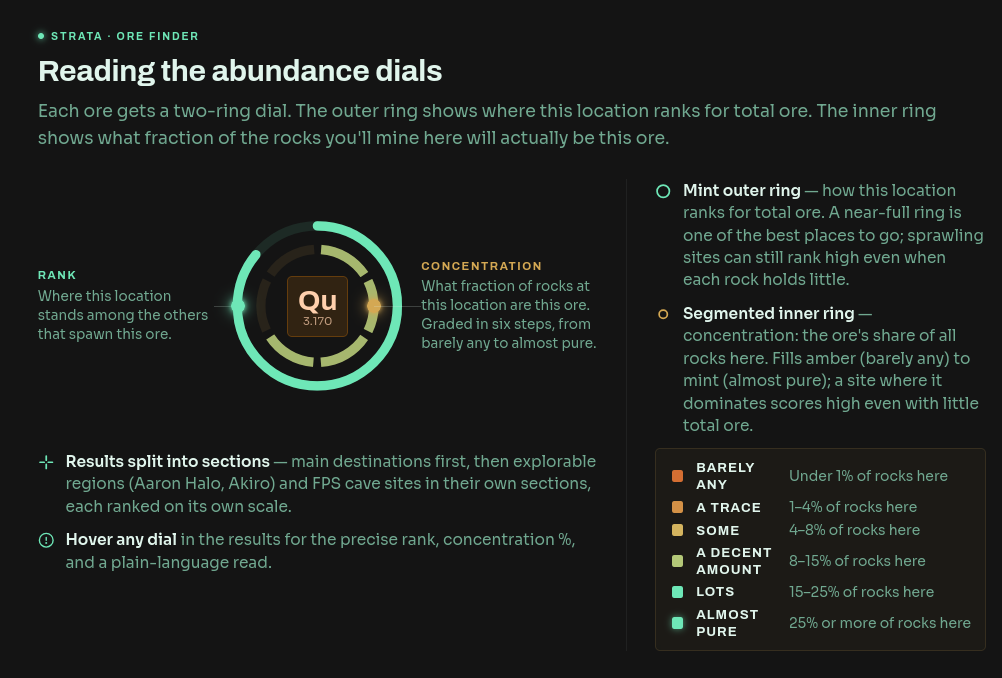 STRATA · ORE FINDER
Reading the abundance dials
Each ore gets a two-ring dial. The outer ring shows where this location ranks for total ore. The inner ring
shows what fraction of the rocks you'll mine here will actually be this ore.
RANK
Where this location
stands among the others
that spawn this ore.
Qu
3.170
CONCENTRATION
What fraction of rocks at
this location are this ore.
Graded in six steps, from
barely any to almost pure.
Results split into sections — main destinations first, then explorable
regions (Aaron Halo, Akiro) and FPS cave sites in their own sections,
each ranked on its own scale.
Hover any dial in the results for the precise rank, concentration %,
and a plain-language read.
Mint outer ring — how this location
ranks for total ore. A near-full ring is
one of the best places to go; sprawling
sites can still rank high even when
each rock holds little.
Segmented inner ring —
concentration: the ore's share of all
rocks here. Fills amber (barely any) to
mint (almost pure); a site where it
dominates scores high even with little
total ore.
BARELY
ANY
Under 1% of rocks here
A TRACE 1–4% of rocks here
SOME 4–8% of rocks here
A DECENT
AMOUNT
8–15% of rocks here
LOTS 15–25% of rocks here
ALMOST
PURE
25% or more of rocks here